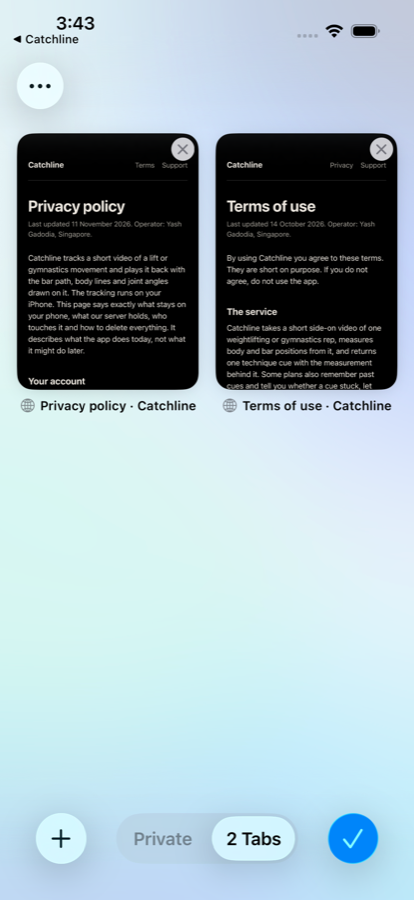 3:43
◀ Catchline
Catchline Terms Support
Privacy policy
Last updated 11 November 2026. Operator: Yash
Gadodia, Singapore.
Catchline tracks a short video of a lift or
gymnastics movement and plays it back with
the bar path, body lines and joint angles
drawn on it. The tracking runs on your
iPhone. This page says exactly what stays on
your phone, what our server holds, who
touches it and how to delete everything. It
describes what the app does today, not what
it might do later.
Your account
Privacy policy · Catchline
Catchline Privacy Support
Terms of use
Last updated 14 October 2026. Operator: Yash
Gadodia, Singapore.
By using Catchline you agree to these terms.
They are short on purpose. If you do not
agree, do not use the app.
The service
Catchline takes a short side-on video of one
weightlifting or gymnastics rep, measures
body and bar positions from it, and returns
one technique cue with the measurement
behind it. Some plans also remember past
cues and tell you whether a cue stuck, let
Terms of use · Catchline
Private 2 Tabs